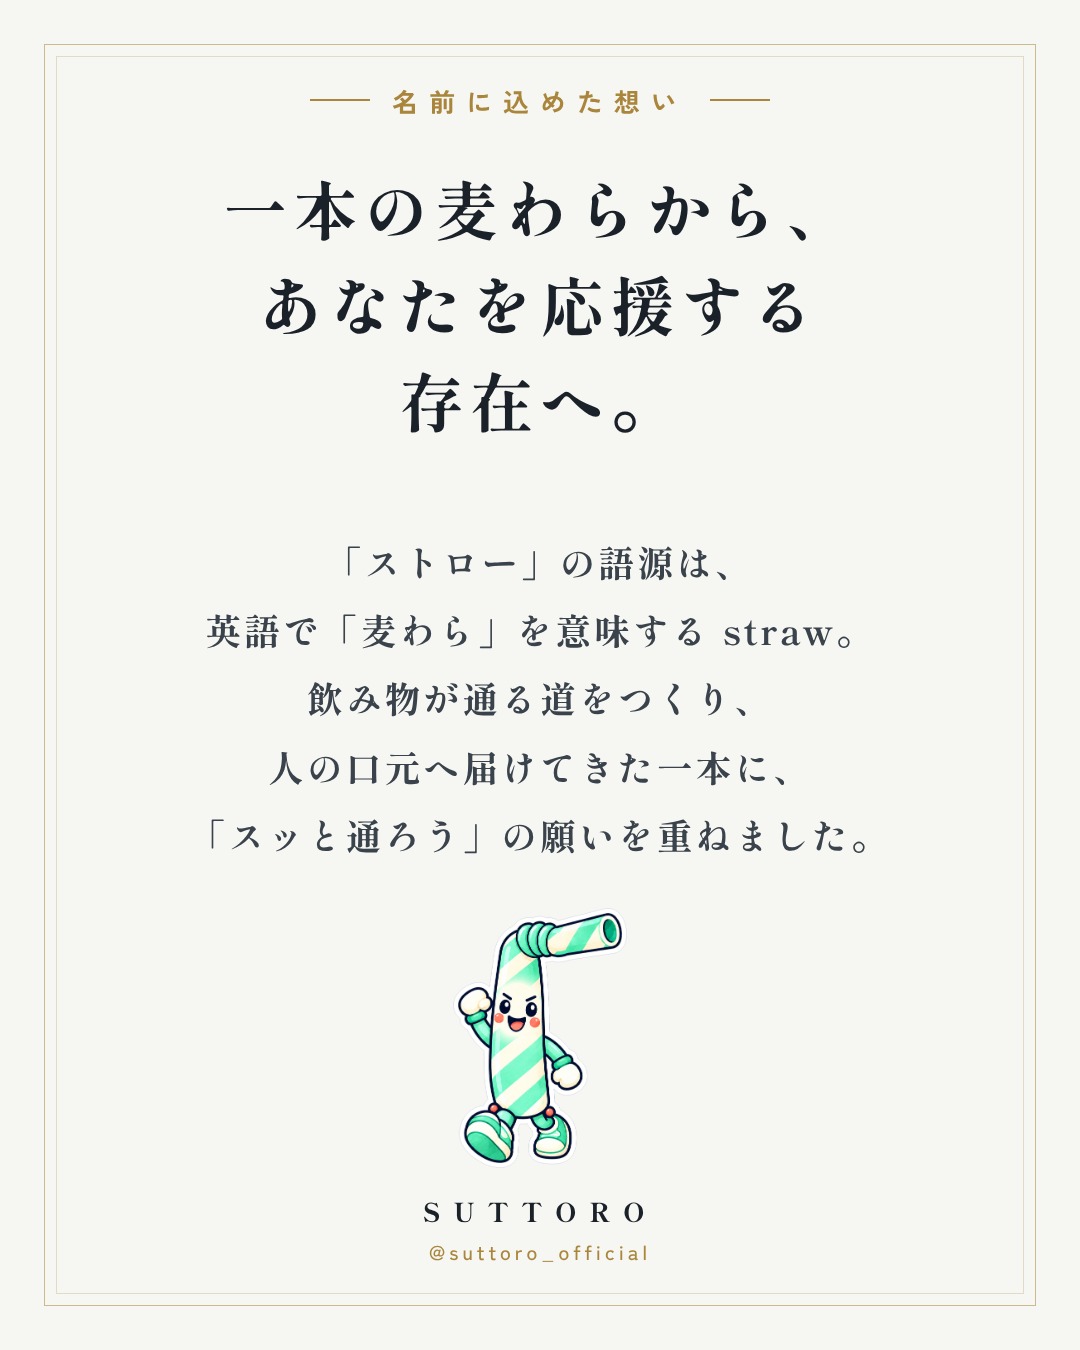 名前に込めた想い
一本の麦わらから、
あなたを応援する
存在へ。
「ストロー」の語源は、
英語で「麦わら」を意味する straw。
飲み物が通る道をつくり、
人の口元へ届けてきた一本に、
「スッと通ろう」の願いを重ねました。
SUTTORO
@suttoro_official